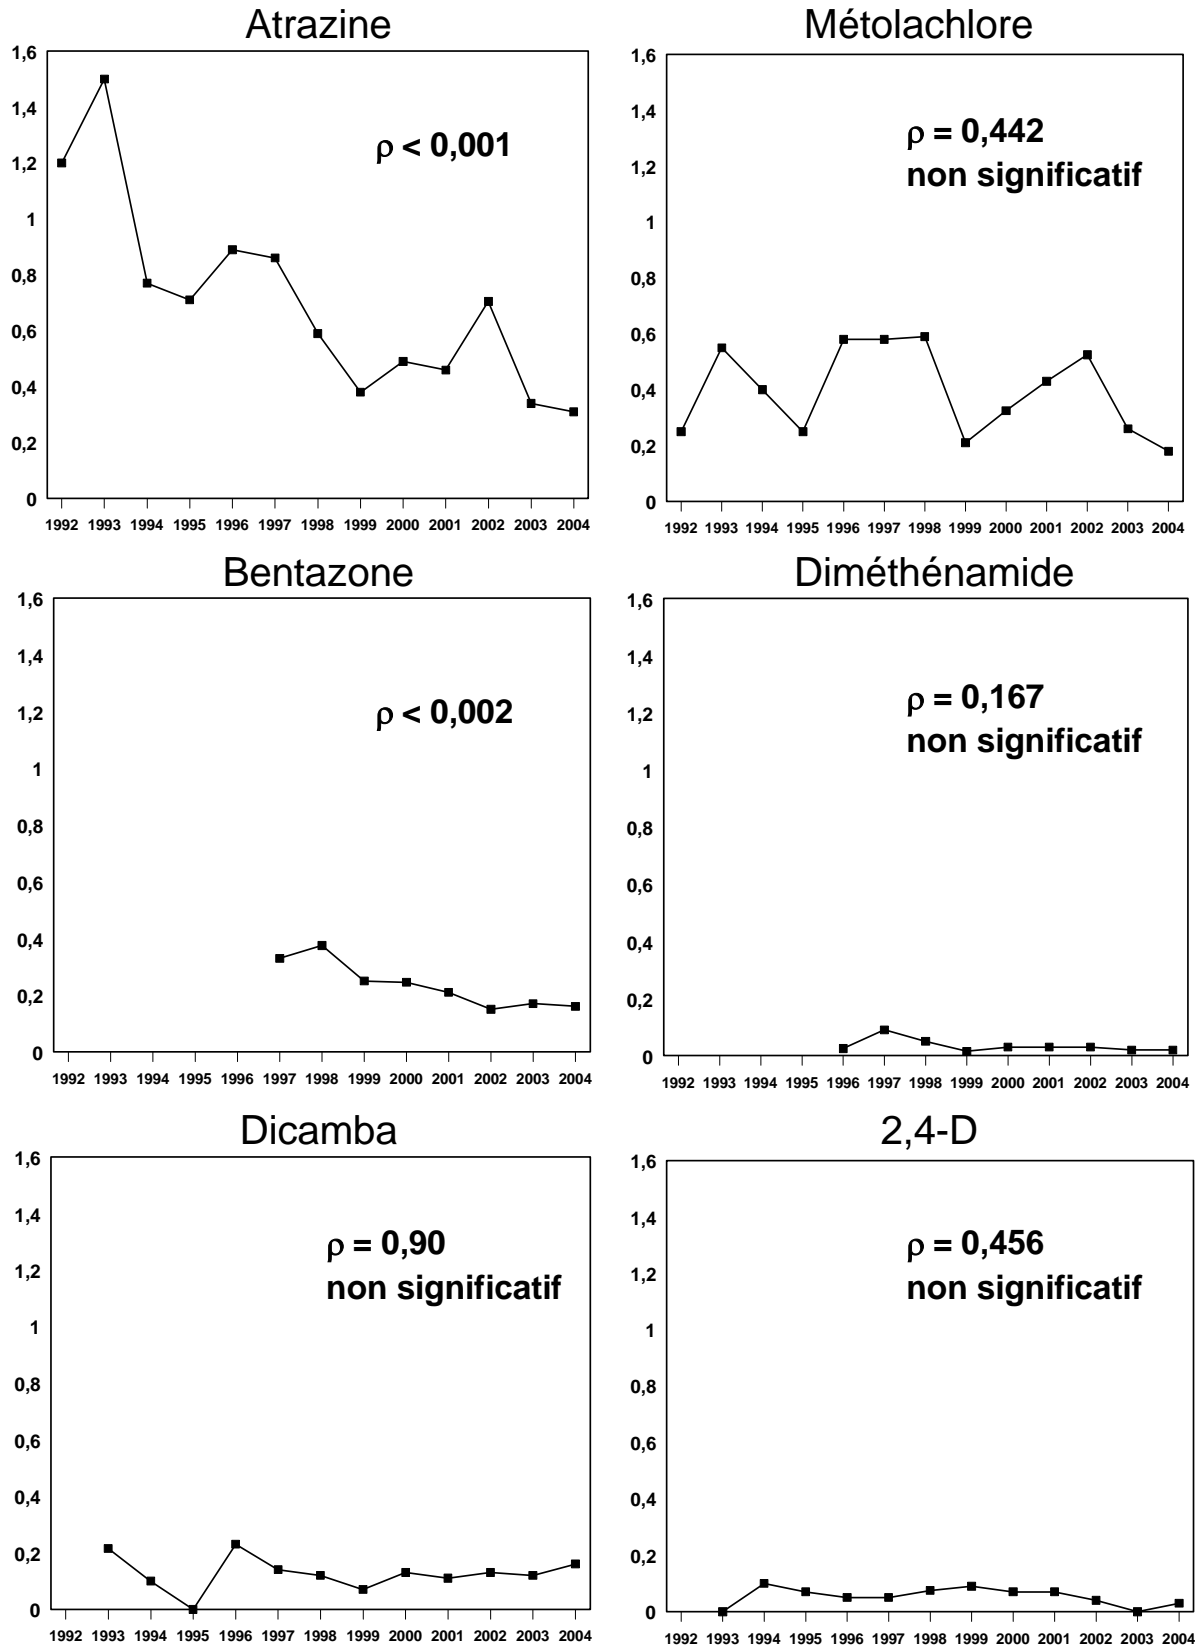 Atrazine
1,6
1,4
1,2
1
0,8
0,6
0,4
0,2
0
ρ < 0,001
1992 1993 1994 1995 1996 1997 1998 1999 2000 2001 2002 2003 2004
Métolachlore
1,6
1,4
1,2
1
0,8
0,6
0,4
0,2
0
ρ = 0,442
non significatif
1992 1993 1994 1995 1996 1997 1998 1999 2000 2001 2002 2003 2004
Bentazone
1,6
1,4
1,2
1
0,8
0,6
0,4
0,2
0
ρ < 0,002
1992 1993 1994 1995 1996 1997 1998 1999 2000 2001 2002 2003 2004
Diméthénamide
1,6
1,4
1,2
1
0,8
0,6
0,4
0,2
0
ρ = 0,167
non significatif
1992 1993 1994 1995 1996 1997 1998 1999 2000 2001 2002 2003 2004
Dicamba
1,6
1,4
1,2
1
0,8
0,6
0,4
0,2
0
ρ = 0,90
non significatif
1992 1993 1994 1995 1996 1997 1998 1999 2000 2001 2002 2003 2004
2,4-D
1,6
1,4
1,2
1
0,8
0,6
0,4
0,2
0
ρ = 0,456
non significatif
1992 1993 1994 1995 1996 1997 1998 1999 2000 2001 2002 2003 2004